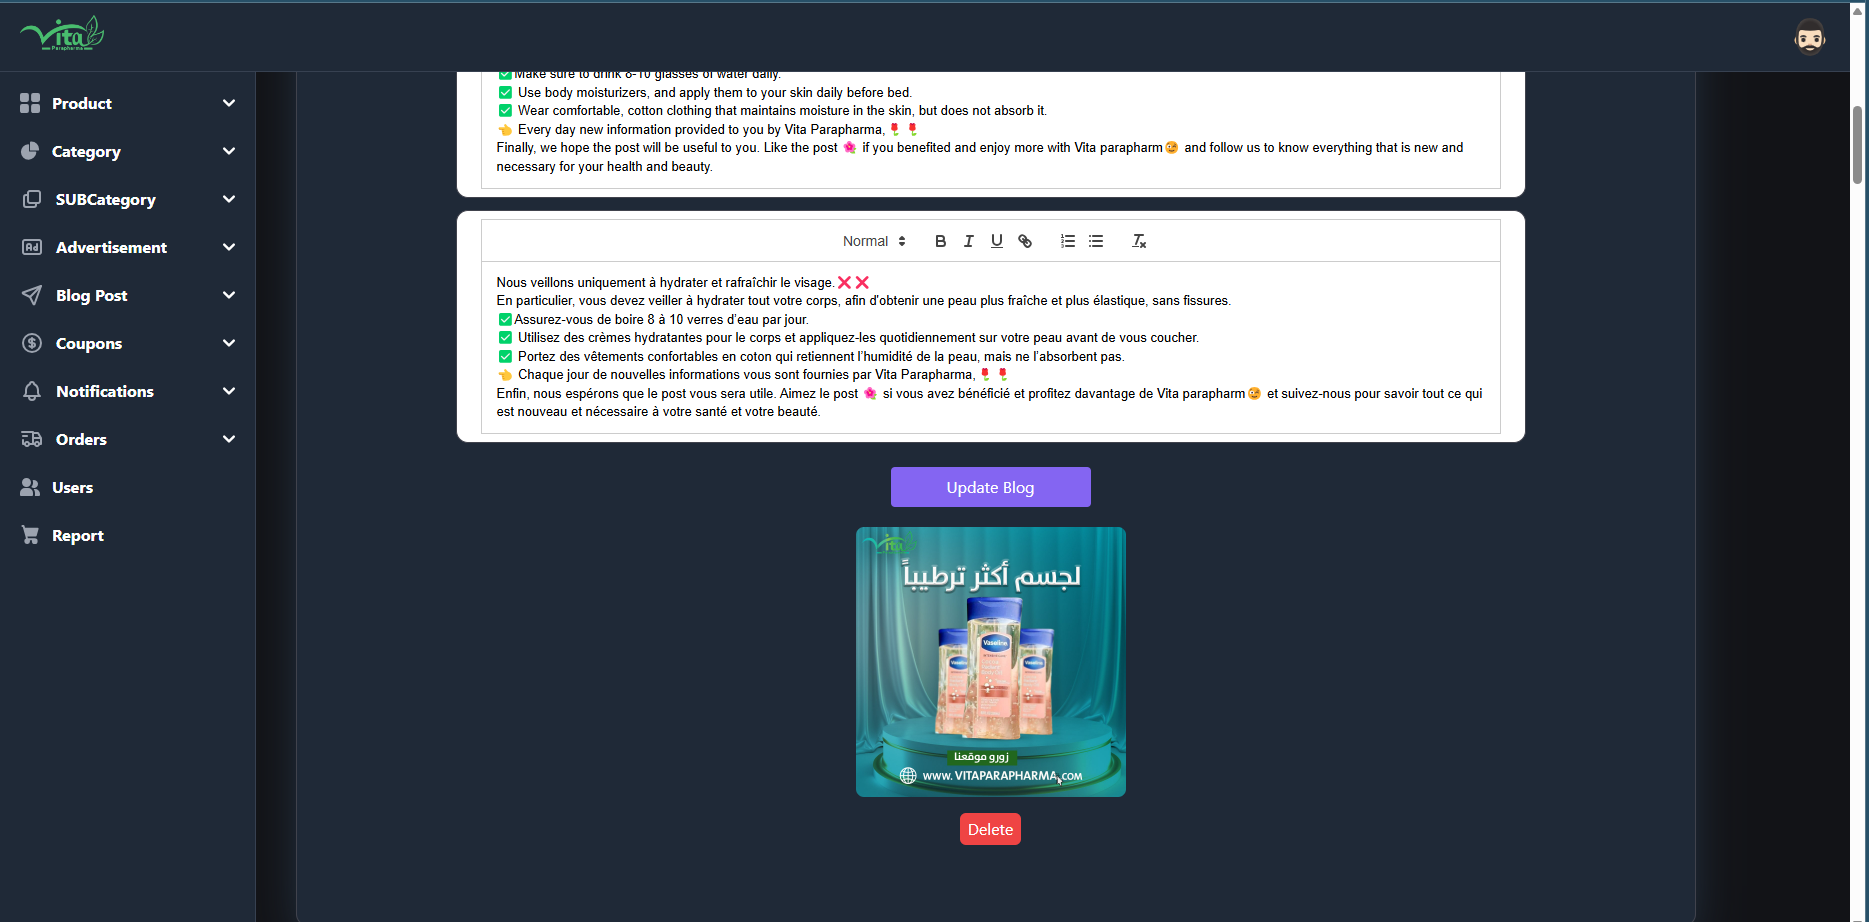 Vita
Parapharma
Product
Category
SUBCategory
Advertisement
Blog Post
Coupons
Notifications
Orders
Users
Report
✅Make sure to drink 8-10 glasses of water daily.
✅ Use body moisturizers, and apply them to your skin daily before bed.
✅ Wear comfortable, cotton clothing that maintains moisture in the skin, but does not absorb it.
👈 Every day new information provided to you by Vita Parapharma,🌷 🌷
Finally, we hope the post will be useful to you. Like the post 🌺 if you benefited and enjoy more with Vita parapharm😉 and follow us to know everything that is new and
necessary for your health and beauty.
Normal
Nous veillons uniquement à hydrater et rafraîchir le visage.❌❌
En particulier, vous devez veiller à hydrater tout votre corps, afin d'obtenir une peau plus fraîche et plus élastique, sans fissures.
✅Assurez-vous de boire 8 à 10 verres d’eau par jour.
✅ Utilisez des crèmes hydratantes pour le corps et appliquez-les quotidiennement sur votre peau avant de vous coucher.
✅ Portez des vêtements confortables en coton qui retiennent l’humidité de la peau, mais ne l’absorbent pas.
👈 Chaque jour de nouvelles informations vous sont fournies par Vita Parapharma,🌷 🌷
Enfin, nous espérons que le post vous sera utile. Aimez le post 🌺 si vous avez bénéficié et profitez davantage de Vita parapharm😉 et suivez-nous pour savoir tout ce qui
est nouveau et nécessaire à votre santé et votre beauté.
Update Blog
Vita
لجسم أكثر ترطيباً
Vaseline
Vaseline
Vaseline
زورو موقعنا
WWW.VITAPARAPHARMA.COM
Delete